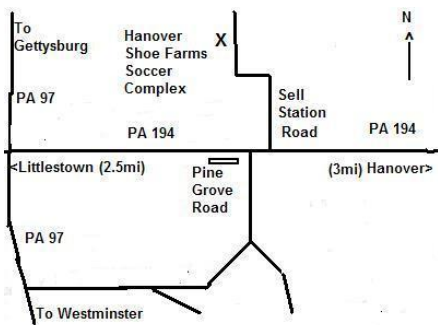 To
Gettysburg
Hanover
Shoe Farms
Soccer
Complex
X
N
PA 97
Sell
Station
Road
PA 194
PA 194
<Littlestown (2.5mi)
Pine
Grove
Road
(3mi) Hanover>
PA 97
To Westminster